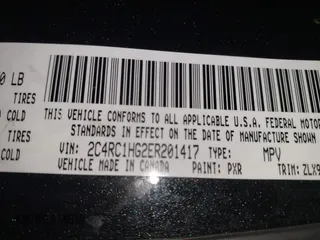 0 LB
TIRES
COLD
THIS VEHICLE CONFORMS TO ALL APPLICABLE U.S.A. FEDERAL MOTOR
TIRES
STANDARDS IN EFFECT ON THE DATE OF MANUFACTURE SHOWN
COLD
VIN: 2C4RC1HG2ER201417 TYPE: MPV
VEHICLE MADE IN CANADA PAINT: PXR TRIM: ZLX9